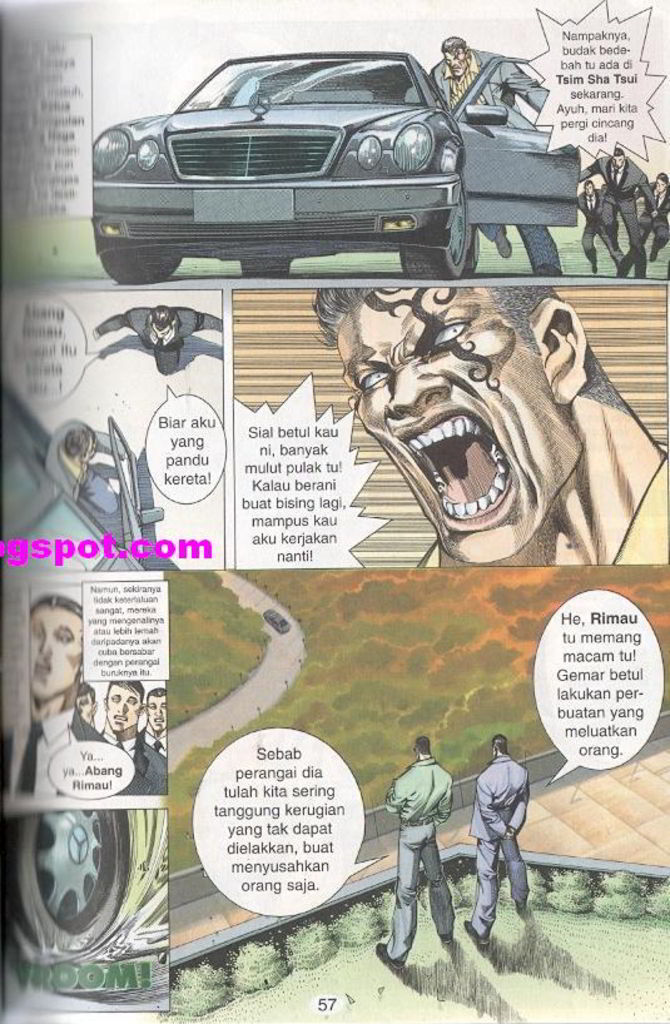 Nampaknya,
budak bede-
bah tu ada di
Tsim Sha Tsui
sekarang.
Ayuh, mari kita
pergi cincang
dia!
Abang
Rimau,
itu
Biar aku
yang
pandu
kereta!
Sial betul kau
ni, banyak
mulut pulak tu!
Kalau berani
buat bising lagi,
mampus kau
aku kerjakan
nanti!
ogspot.com
Namun, sekiranya
tidak keterlaluan
sangat, mereka
yang mengenalinya
atau lebih lemah
daripadanya akan
cuba bersabar
dengan perangai
buruknya itu.
Ya...
ya...Abang
Rimau!
He, Rimau
tu memang
macam tu!
Gemar betul
lakukan per-
buatan yang
meluatkan
orang.
Sebab
perangai dia
tulah kita sering
tanggung kerugian
yang tak dapat
dielakkan, buat
menyusahkan
orang saja.
VROOM!
57